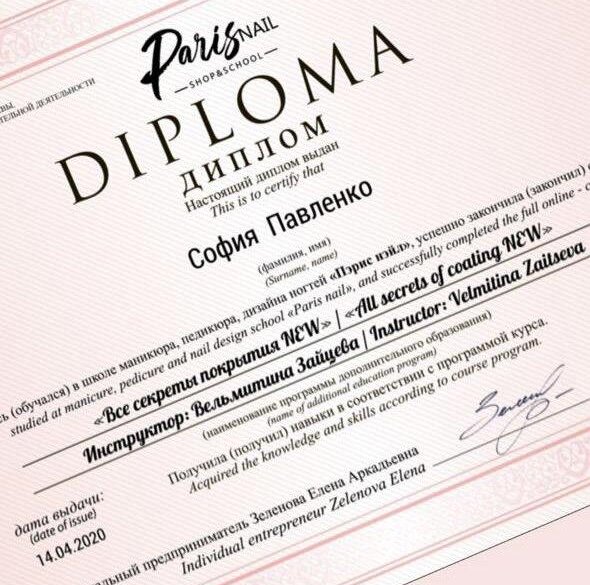 ParisNAIL
—SHOP&SCHOOL—
ТЕЛЬНОЙ ДЕЯТЕЛЬНОСТИ
DIPLOMA
ДИПЛОМ
Настоящий диплом выдан
This is to certify that
София Павленко
(фамилия, имя)
(Surname, name)
(обучался) в школе маникюра, педикюра, дизайна ногтей «Пэрис нэйл», успешно закончила (закончил)
studied at manicure, pedicure and nail design school «Paris nail», and successfully completed the full online -
«Все секреты покрытия NEW» | «All secrets of coating NEW»
Инструктор: Вельмитина Зайцева | Instructor: Velmitina Zaitseva
(наименование программы дополнительного образования)
(name of additional education program)
Получила (получил) навыки в соответствии с программой курса.
Acquired the knowledge and skills according to course program.
дата выдачи:
(date of issue)
14.04.2020
предприниматель Зеленова Елена Аркадьевна
Individual entrepreneur Zelenova Elena